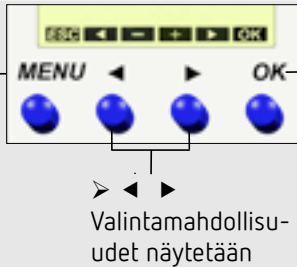 ESC ◄ − + ► OK
MENU ◄ ► OK
➢ ◄ ►
Valintamahdollisu-
udet näytetään